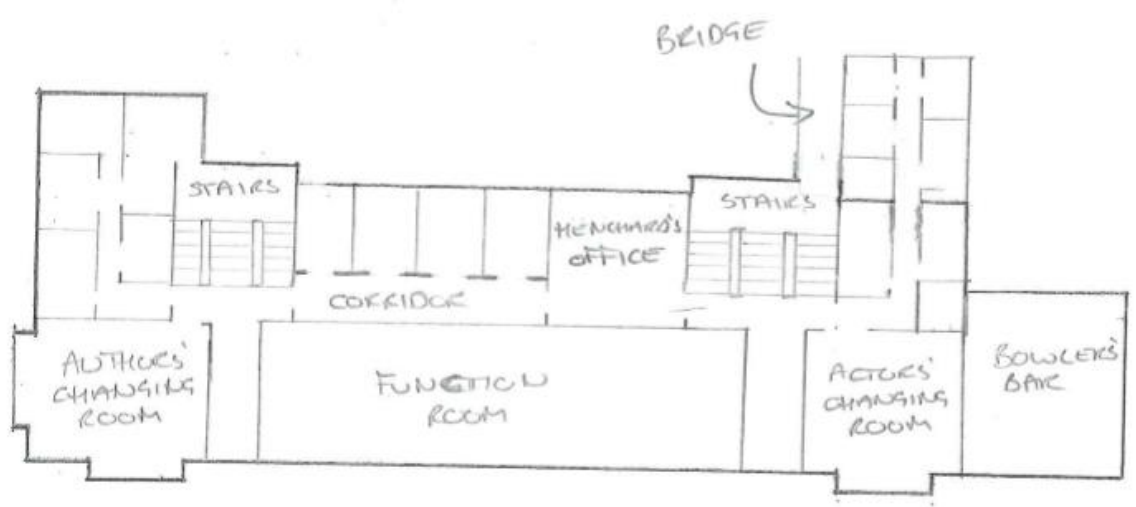 BRIDGE
STAIRS
STAIRS
HENCHARD'S
OFFICE
CORRIDOR
AUTHORS'
CHANGING
ROOM
FUNCTION
ROOM
ACTORS'
CHANGING
ROOM
BOWLERS'
BAR